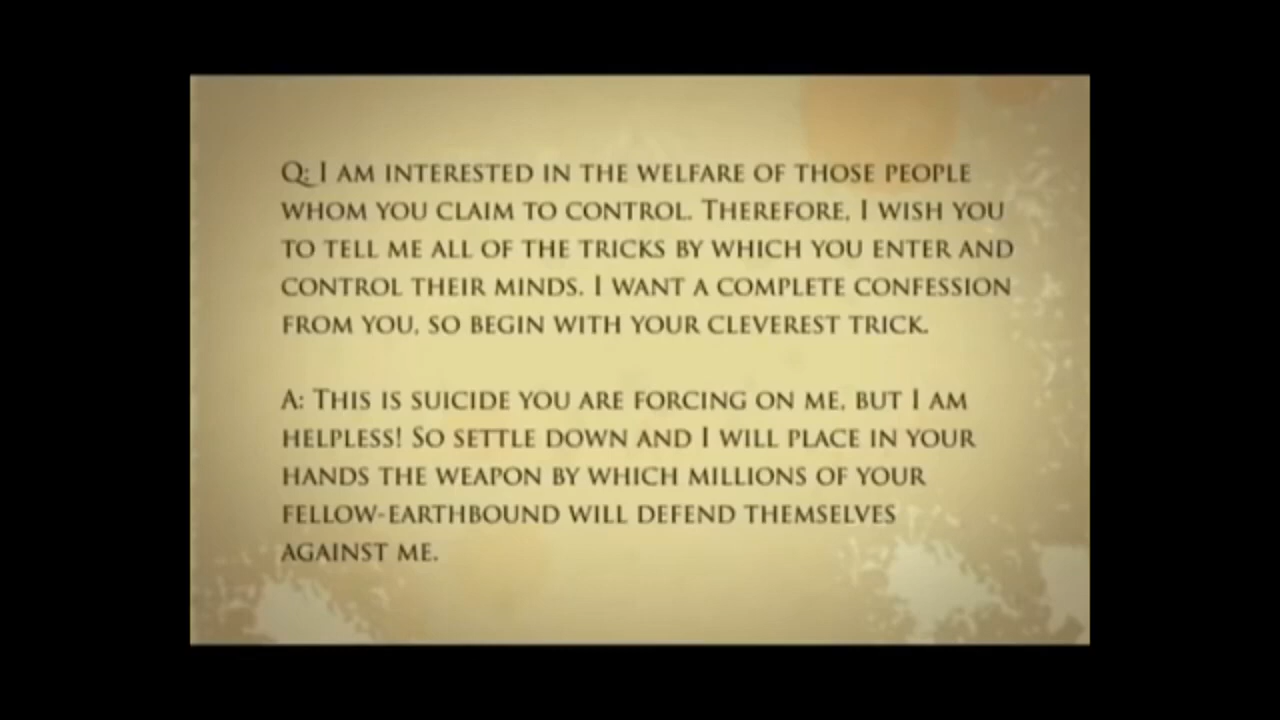 Q: I AM INTERESTED IN THE WELFARE OF THOSE PEOPLE
WHOM YOU CLAIM TO CONTROL. THEREFORE, I WISH YOU
TO TELL ME ALL OF THE TRICKS BY WHICH YOU ENTER AND
CONTROL THEIR MINDS. I WANT A COMPLETE CONFESSION
FROM YOU, SO BEGIN WITH YOUR CLEVEREST TRICK.
A: THIS IS SUICIDE YOU ARE FORCING ON ME, BUT I AM
HELPLESS! SO SETTLE DOWN AND I WILL PLACE IN YOUR
HANDS THE WEAPON BY WHICH MILLIONS OF YOUR
FELLOW-EARTHBOUND WILL DEFEND THEMSELVES
AGAINST ME.